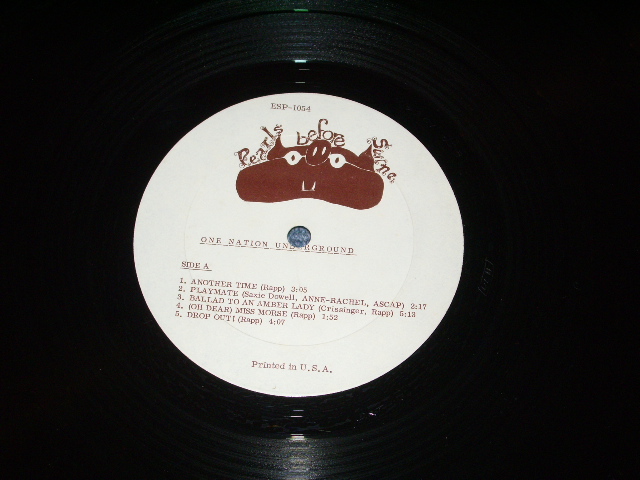 ESP-1054
Pearls before Swine
ONE NATION UNDERGROUND
SIDE A
1. ANOTHER TIME (Rapp) 3:05
2. PLAYMATE (Saxie Dowell, ANNE-RACHEL, ASCAP) 2:17
3. BALLAD TO AN AMBER LADY (Crissinger, Rapp) 5:13
4. (OH DEAR) MISS MORSE (Rapp) 1:52
5. DROP OUT! (Rapp) 4:07
Printed in U.S.A.